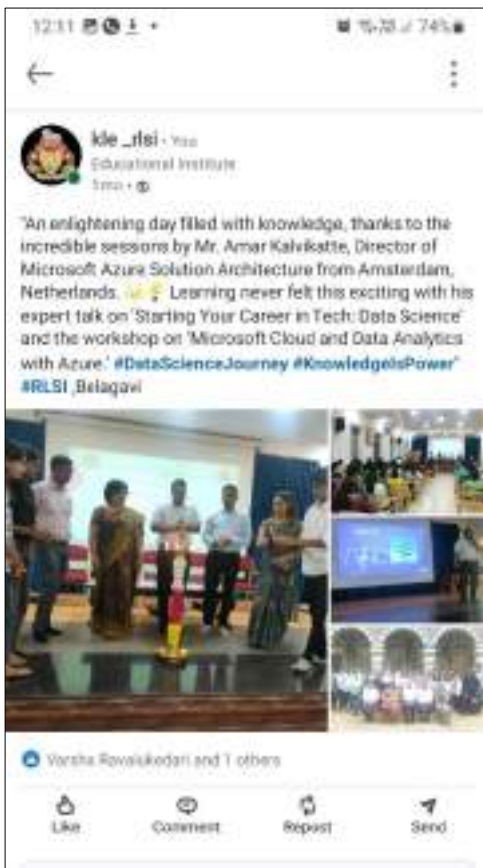 12:11
74%
kle_rlsi • You
Educational Institute
1mo •
"An enlightening day filled with knowledge, thanks to the
incredible sessions by Mr. Amar Kalvikatte, Director of
Microsoft Azure Solution Architecture from Amsterdam,
Netherlands. Learning never felt this exciting with his
expert talk on 'Starting Your Career in Tech: Data Science'
and the workshop on 'Microsoft Cloud and Data Analytics
with Azure.' #DataScienceJourney #KnowledgeIsPower"
#RLSI ,Belagavi
Varsha Ravalukedari and 1 others
Like Comment Repost Send